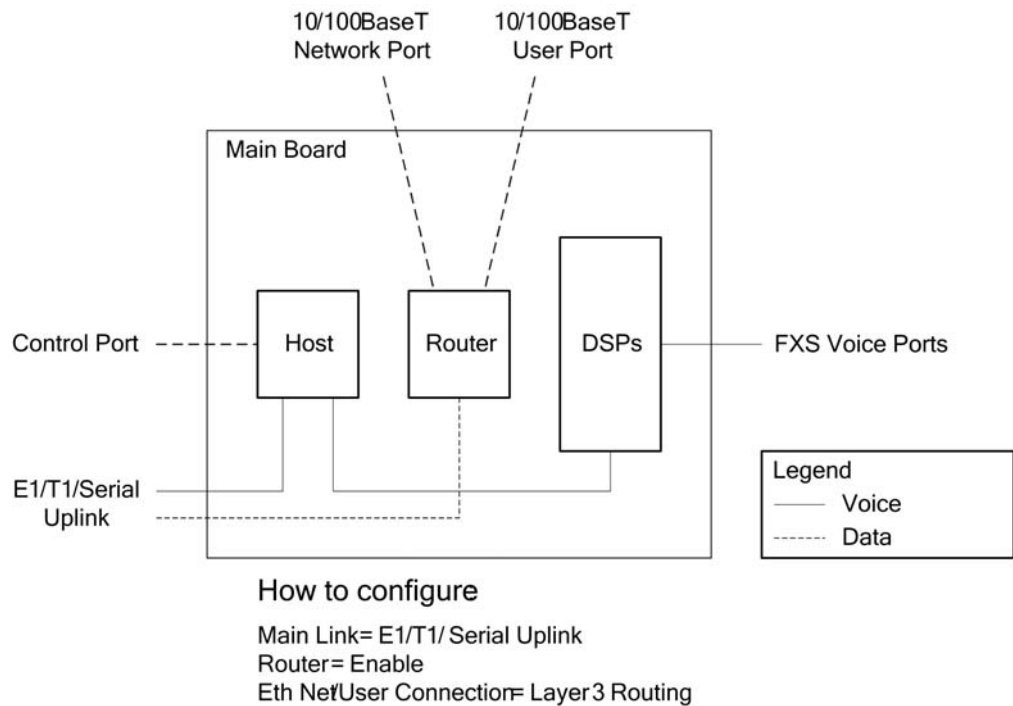 10/100BaseT
Network Port
10/100BaseT
User Port
Main Board
Control Port
Host
Router
DSPs
FXS Voice Ports
E1/T1/Serial
Uplink
Legend
Voice
Data
How to configure
Main Link= E1/T1/ Serial Uplink
Router= Enable
Eth Net/User Connection= Layer 3 Routing